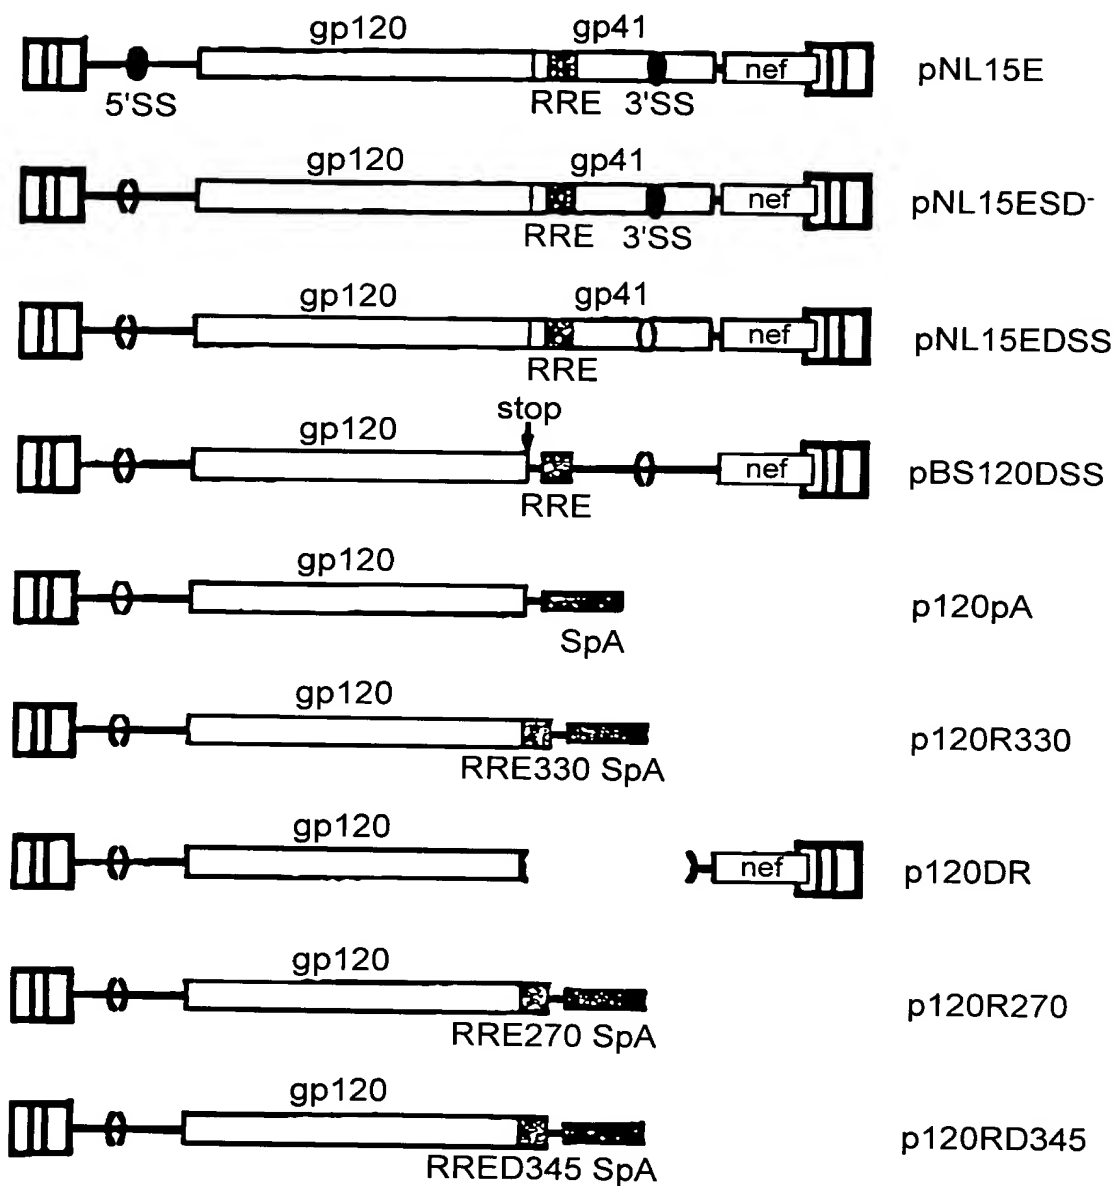 gp120 gp41
nef pNL15E
5'SS RRE 3'SS
gp120 gp41
nef pNL15ESD-
RRE 3'SS
gp120 gp41
nef pNL15EDSS
RRE
stop
gp120
nef pBS120DSS
RRE
gp120
p120pA
SpA
gp120
p120R330
RRE330 SpA
gp120
nef p120DR
gp120
p120R270
RRE270 SpA
gp120
p120RD345
RRED345 SpA